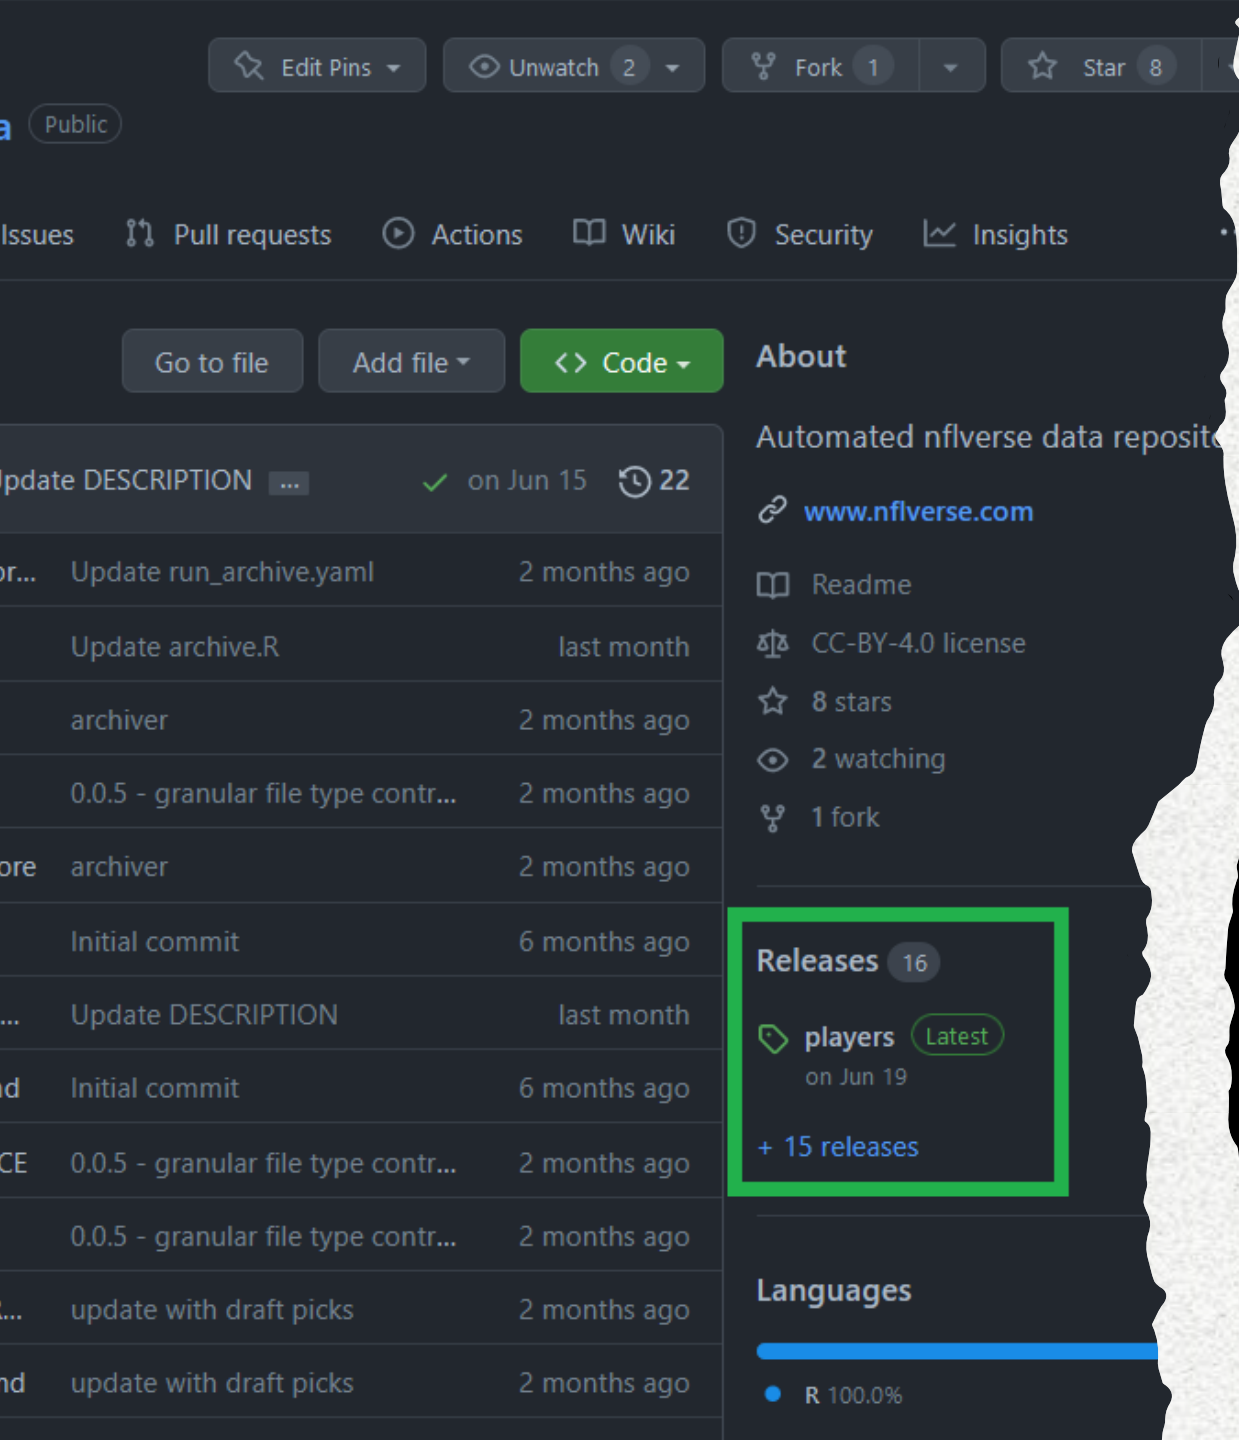 Edit Pins Unwatch 2 Fork 1 Star 8
a Public
Issues Pull requests Actions Wiki Security Insights
Go to file Add file Code
About
Automated nflverse data
Update DESCRIPTION ... on Jun 15 22
www.nflverse.com
or... Update run_archive.yaml 2 months ago
Readme
Update archive.R last month
CC-BY-4.0 license
archiver 2 months ago
8 stars
0.0.5 - granular file type contr... 2 months ago
2 watching
ore archiver 2 months ago
1 fork
Initial commit 6 months ago
Releases 16
... Update DESCRIPTION last month
players Latest
on Jun 19
nd Initial commit 6 months ago
CE 0.0.5 - granular file type contr... 2 months ago
+ 15 releases
0.0.5 - granular file type contr... 2 months ago
R... update with draft picks 2 months ago
Languages
nd update with draft picks 2 months ago
R 100.0%